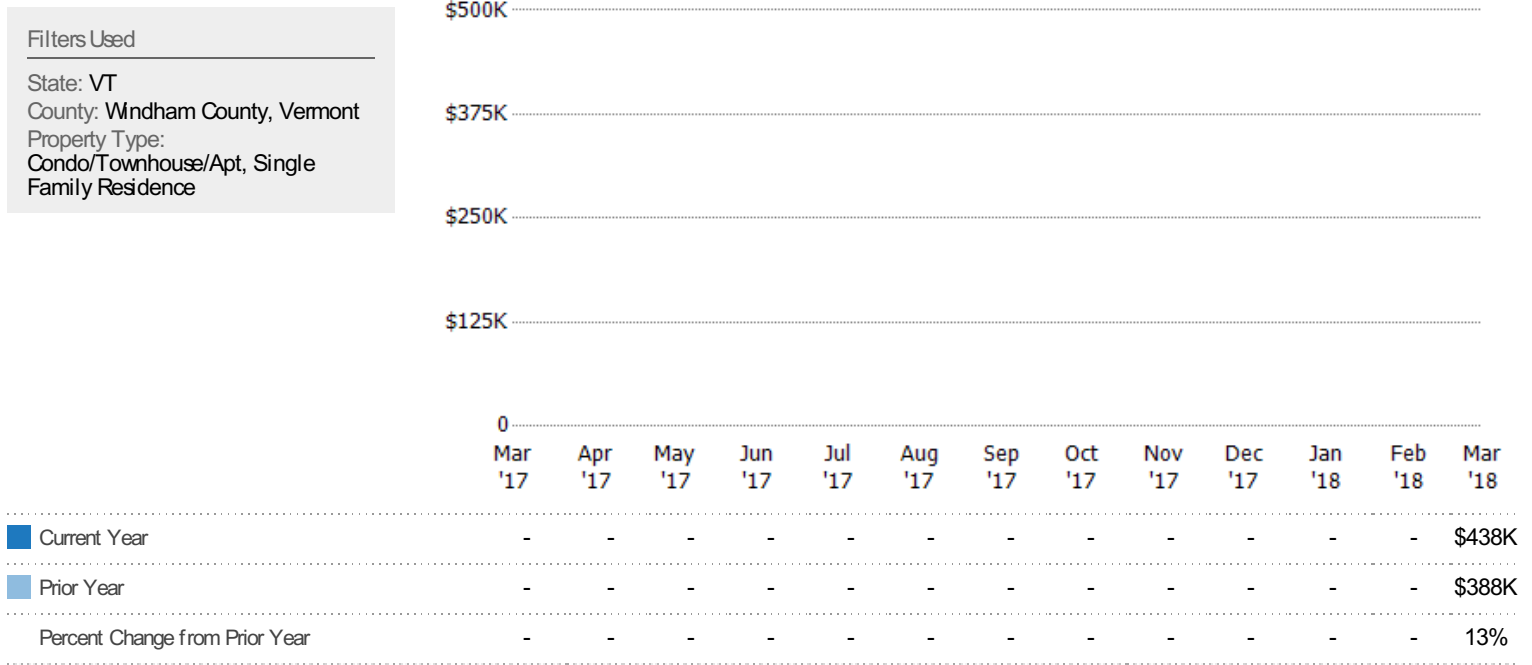 Filters Used
State: VT
County: Windham County, Vermont
Property Type:
Condo/Townhouse/Apt, Single
Family Residence
$500K
$375K
$250K
$125K
0
Mar Apr May Jun Jul Aug Sep Oct Nov Dec Jan Feb Mar
'17 '17 '17 '17 '17 '17 '17 '17 '17 '17 '18 '18 '18
Current Year - - - - - - - - - - - - $438K
Prior Year - - - - - - - - - - - - $388K
Percent Change from Prior Year - - - - - - - - - - - - 13%